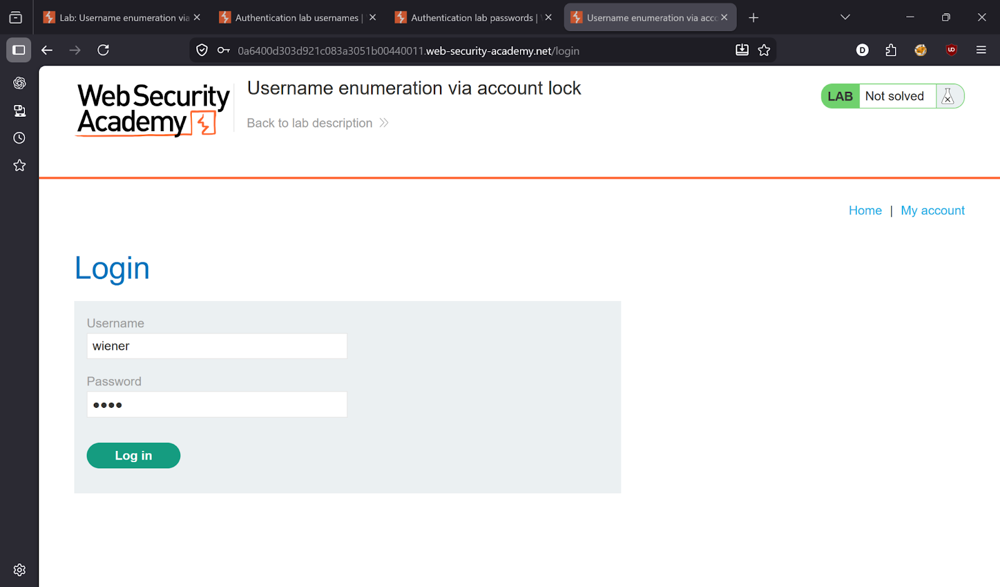 Lab: Username enumeration via
Authentication lab usernames |
Authentication lab passwords |
Username enumeration via acco
0a6400d303d921c083a3051b00440011.web-security-academy.net/login
D
UD
Web Security
Academy
Username enumeration via account lock
Back to lab description
LAB Not solved
Home | My account
Login
Username
wiener
Password
Log in